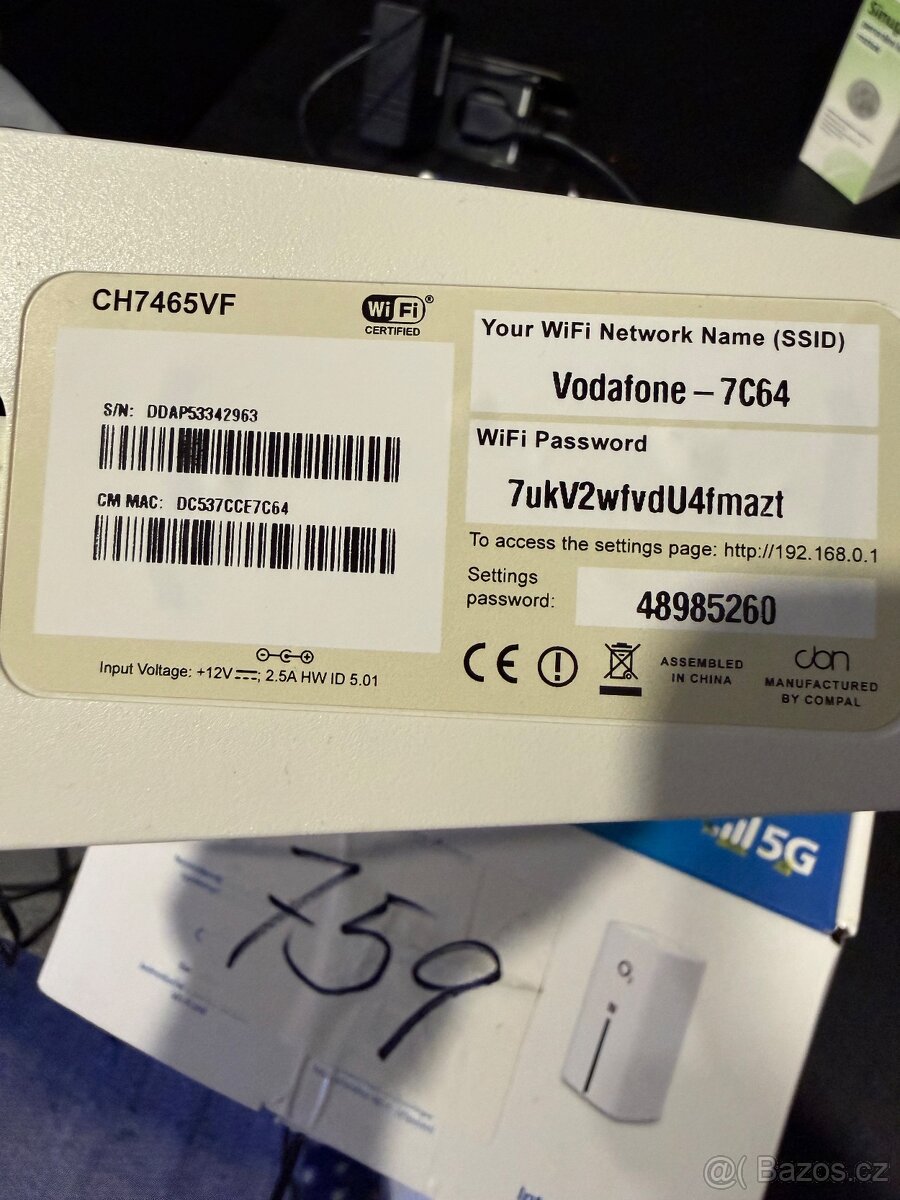 CH7465VF
WiFi®
CERTIFIED
S/N: DDAP53342963
CM MAC: DC537CCE7C64
Input Voltage: +12V⎓; 2.5A HW ID 5.01
Your WiFi Network Name (SSID)
Vodafone – 7C64
WiFi Password
7ukV2wfvdU4fmazt
To access the settings page: http://192.168.0.1
Settings
password:
48985260
CE
ASSEMBLED
IN CHINA
cbn
MANUFACTURED
BY COMPAL
5G
759
O2
@( Bazos.cz